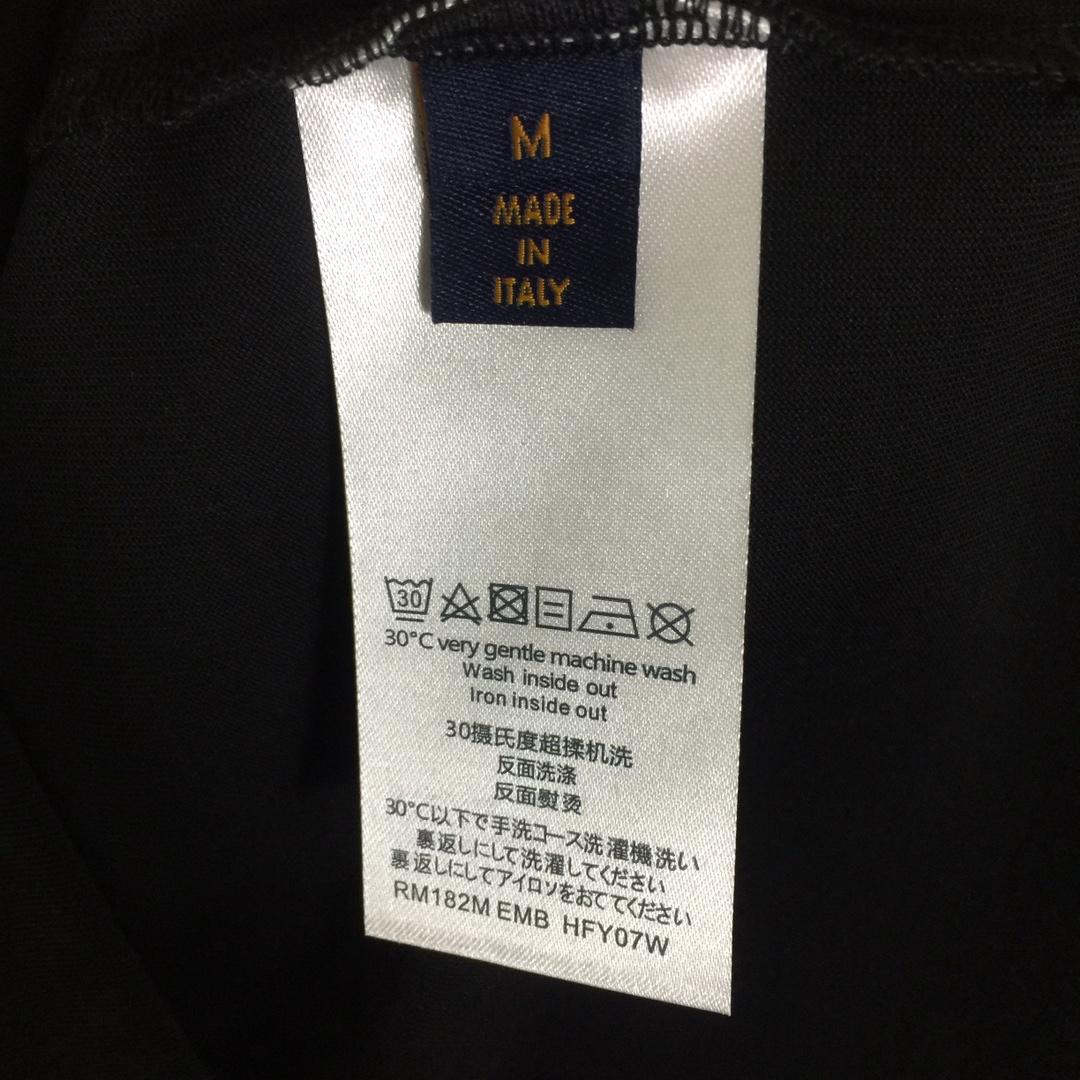 M
MADE
IN
ITALY
30
30°C very gentle machine wash
Wash inside out
Iron inside out
30摄氏度超揉机洗
反面洗涤
反面熨烫
30°C以下で手洗コース洗濯機洗い
裏返しにして洗濯してください
裏返しにしてアイロソをおててください
RM182M EMB HFY07W